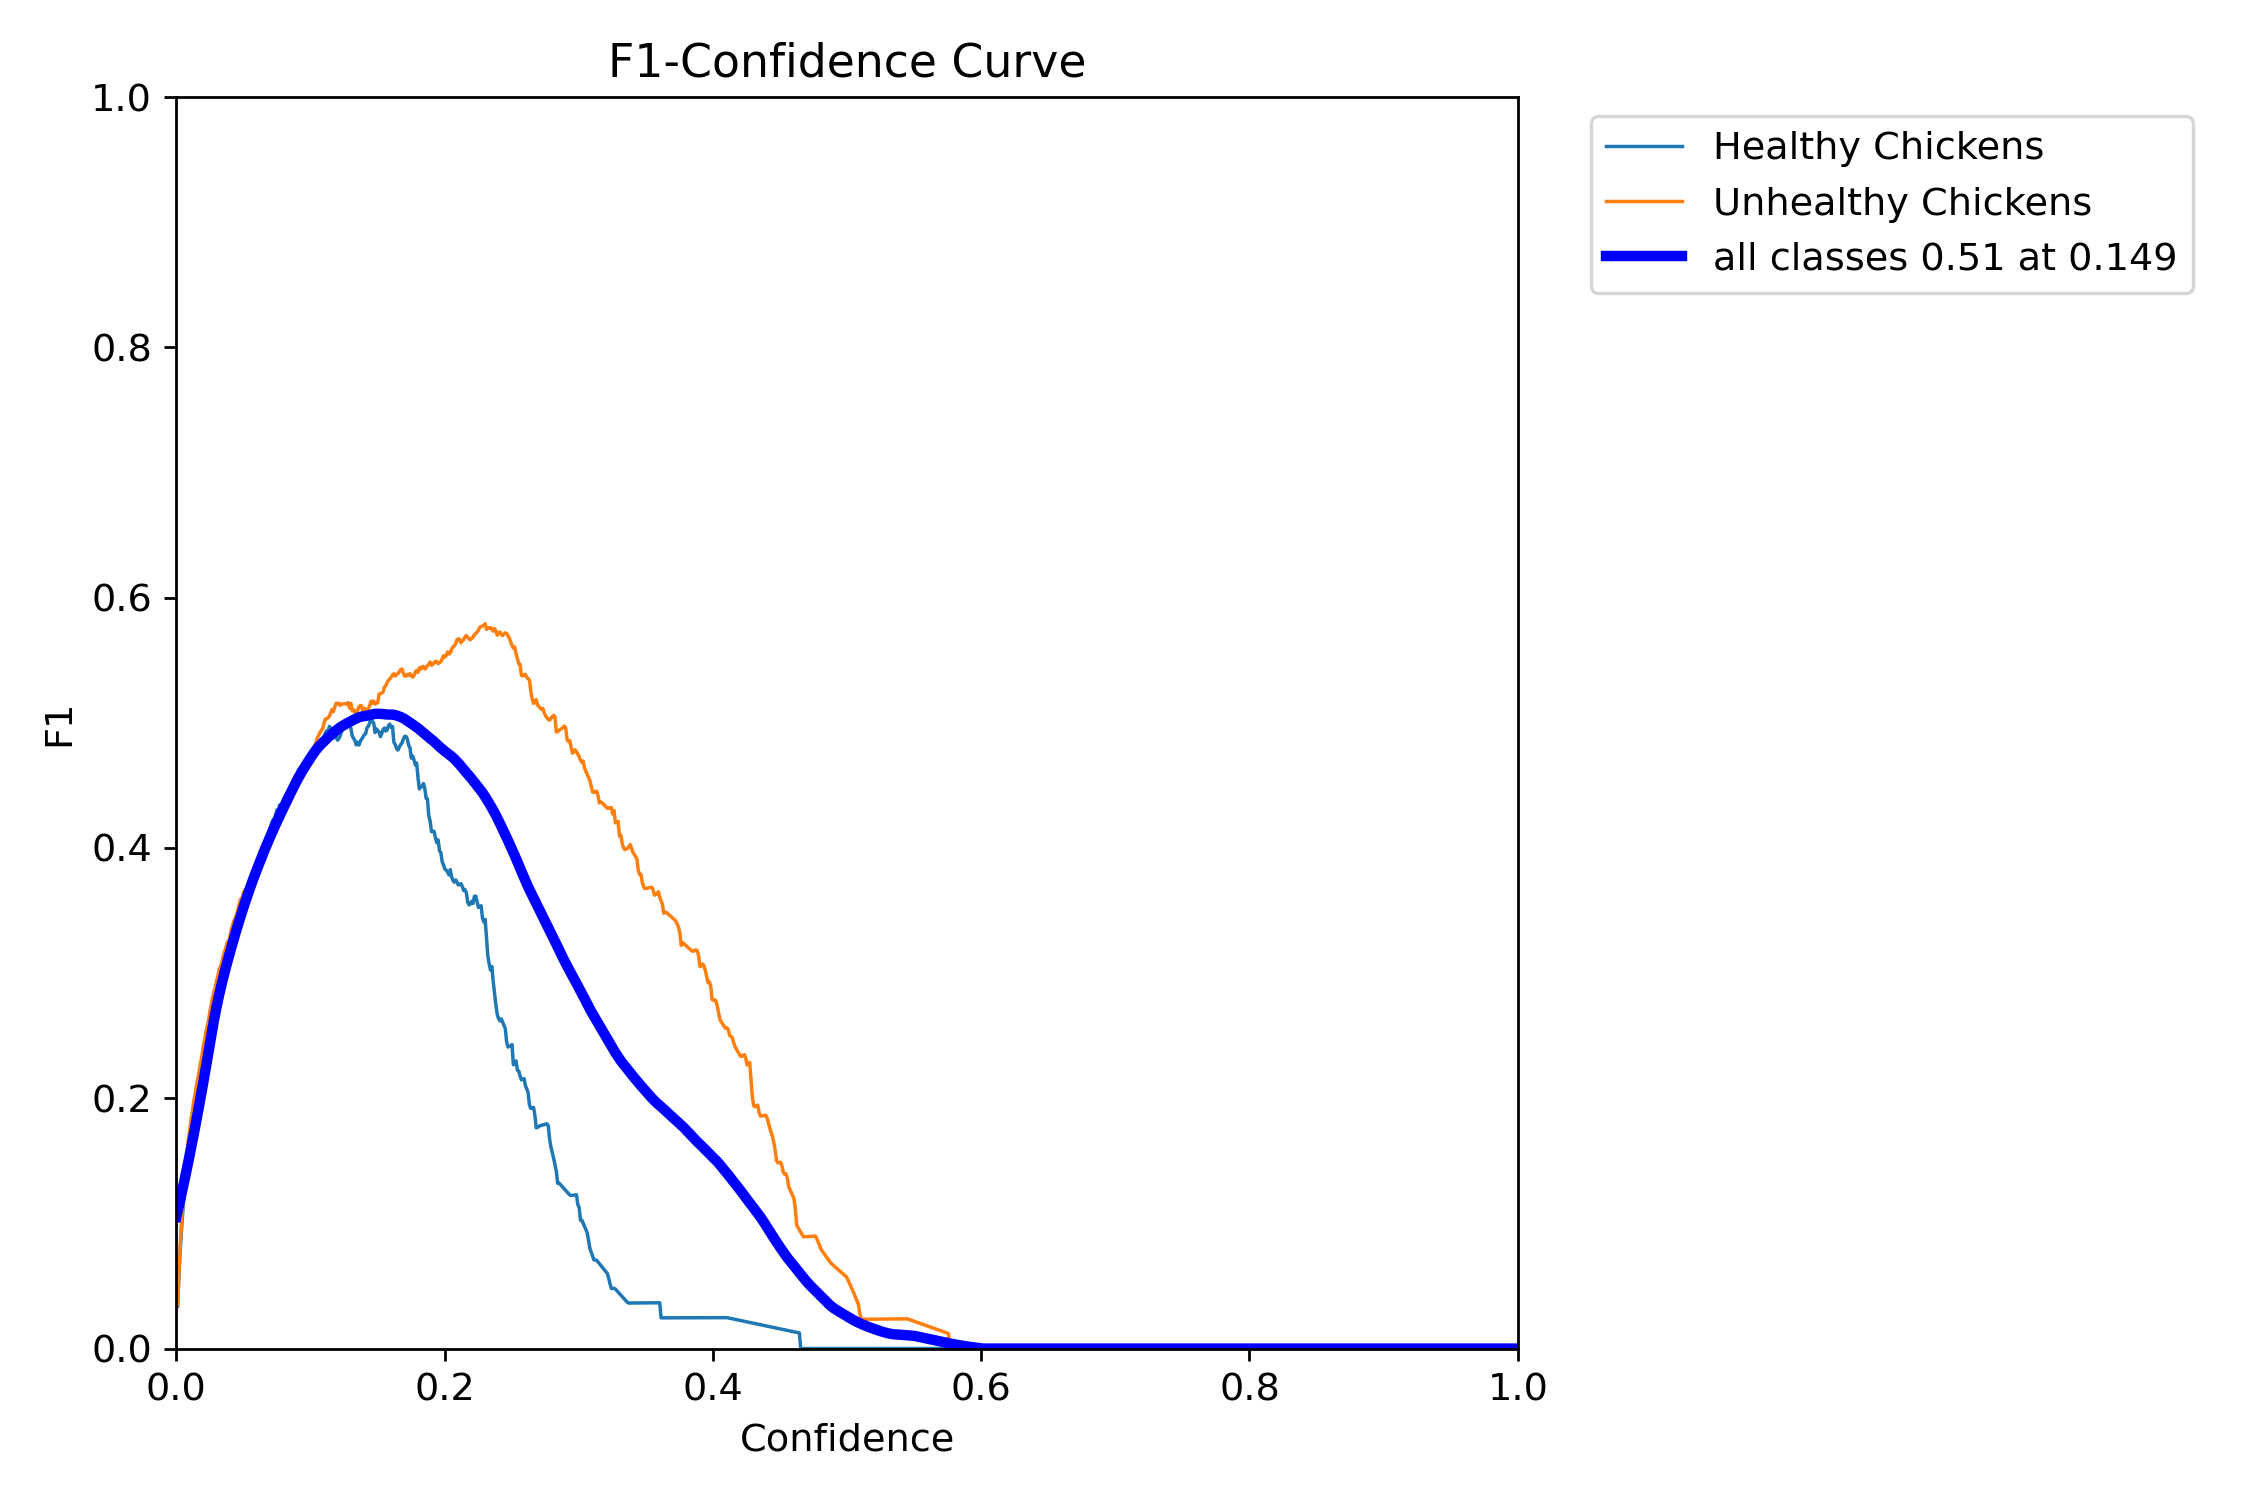 F1-Confidence Curve
1.0
0.8
0.6
0.4
0.2
0.0
F1
0.0 0.2 0.4 0.6 0.8 1.0
Confidence
Healthy Chickens
Unhealthy Chickens
all classes 0.51 at 0.149